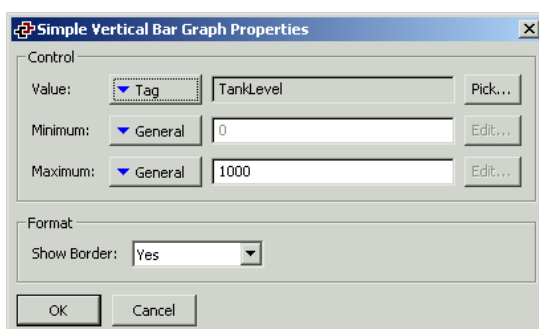 Simple Vertical Bar Graph Properties
Control
Value: Tag TankLevel Pick...
Minimum: General 0 Edit...
Maximum: General 1000 Edit...
Format
Show Border: Yes
OK Cancel